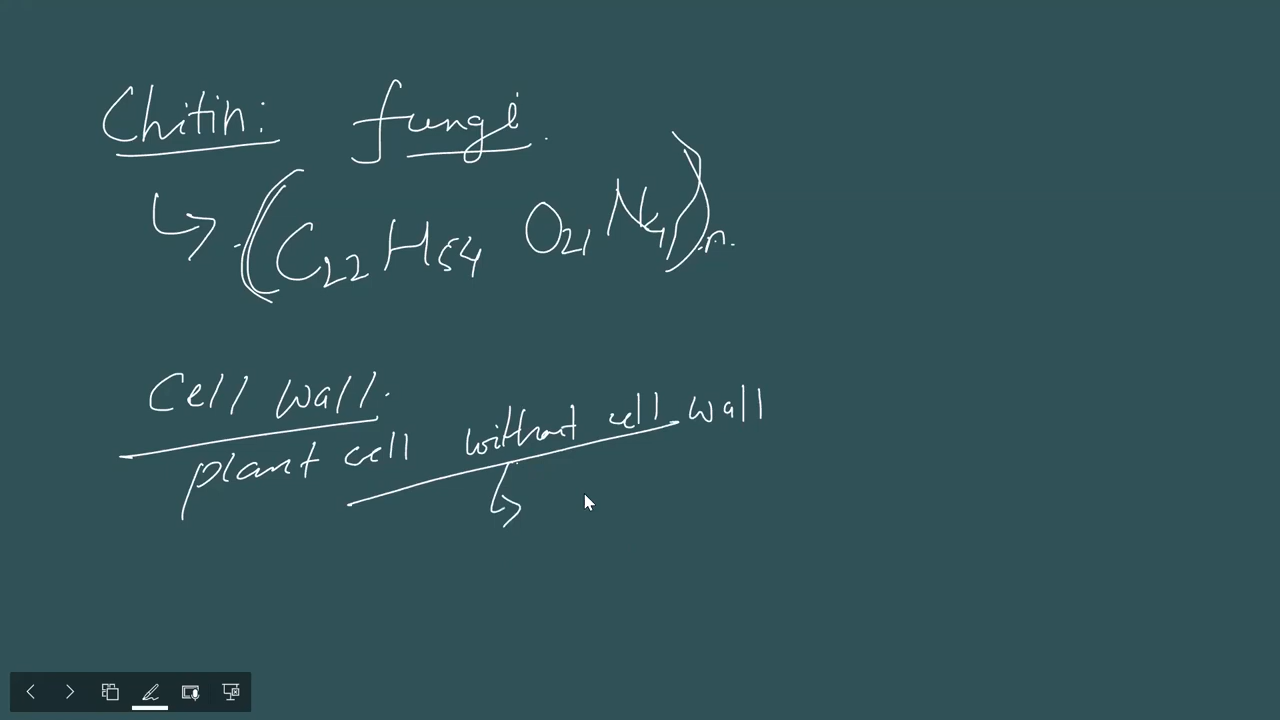 Chitin: fungi.
↳ (C22 H54 O21 N4)n.
Cell wall.
plant cell without cell wall
↳